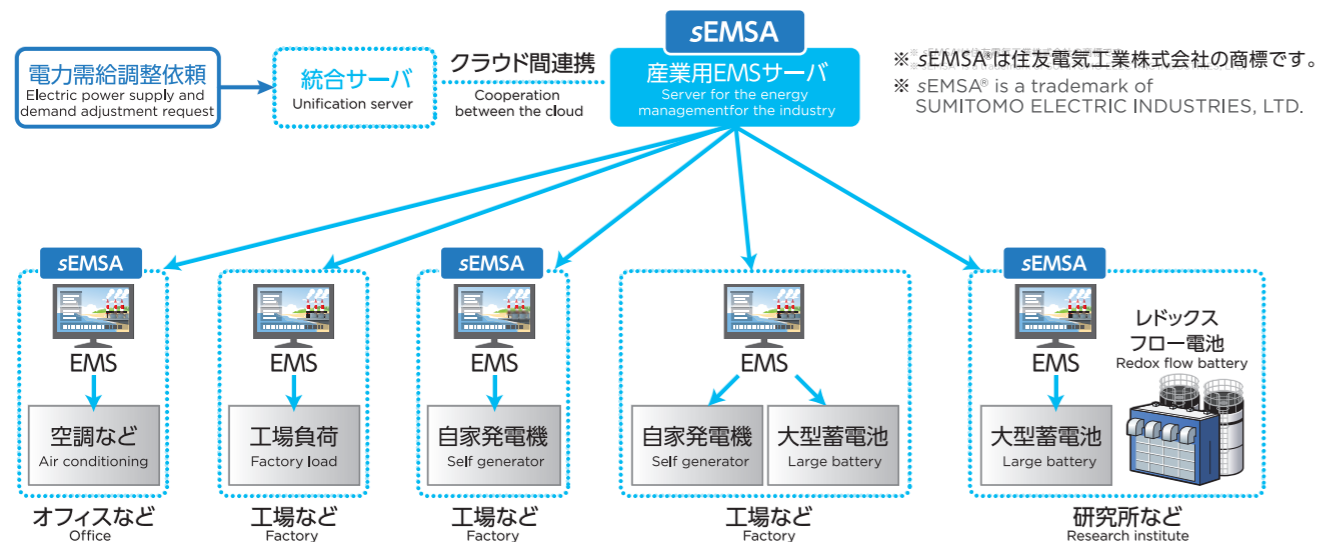 sEMSA
電力需給調整依頼
Electric power supply and
demand adjustment request
統合サーバ
Unification server
クラウド間連携
Cooperation
between the cloud
産業用EMSサーバ
Server for the energy
managementfor the industry
※ sEMSA®は住友電気工業株式会社の商標です。
※ sEMSA® is a trademark of
SUMITOMO ELECTRIC INDUSTRIES, LTD.
sEMSA
EMS
空調など
Air conditioning
オフィスなど
Office
EMS
工場負荷
Factory load
工場など
Factory
sEMSA
EMS
自家発電機
Self generator
工場など
Factory
EMS
自家発電機
Self generator
大型蓄電池
Large battery
工場など
Factory
sEMSA
EMS
大型蓄電池
Large battery
レドックス
フロー電池
Redox flow battery
研究所など
Research institute